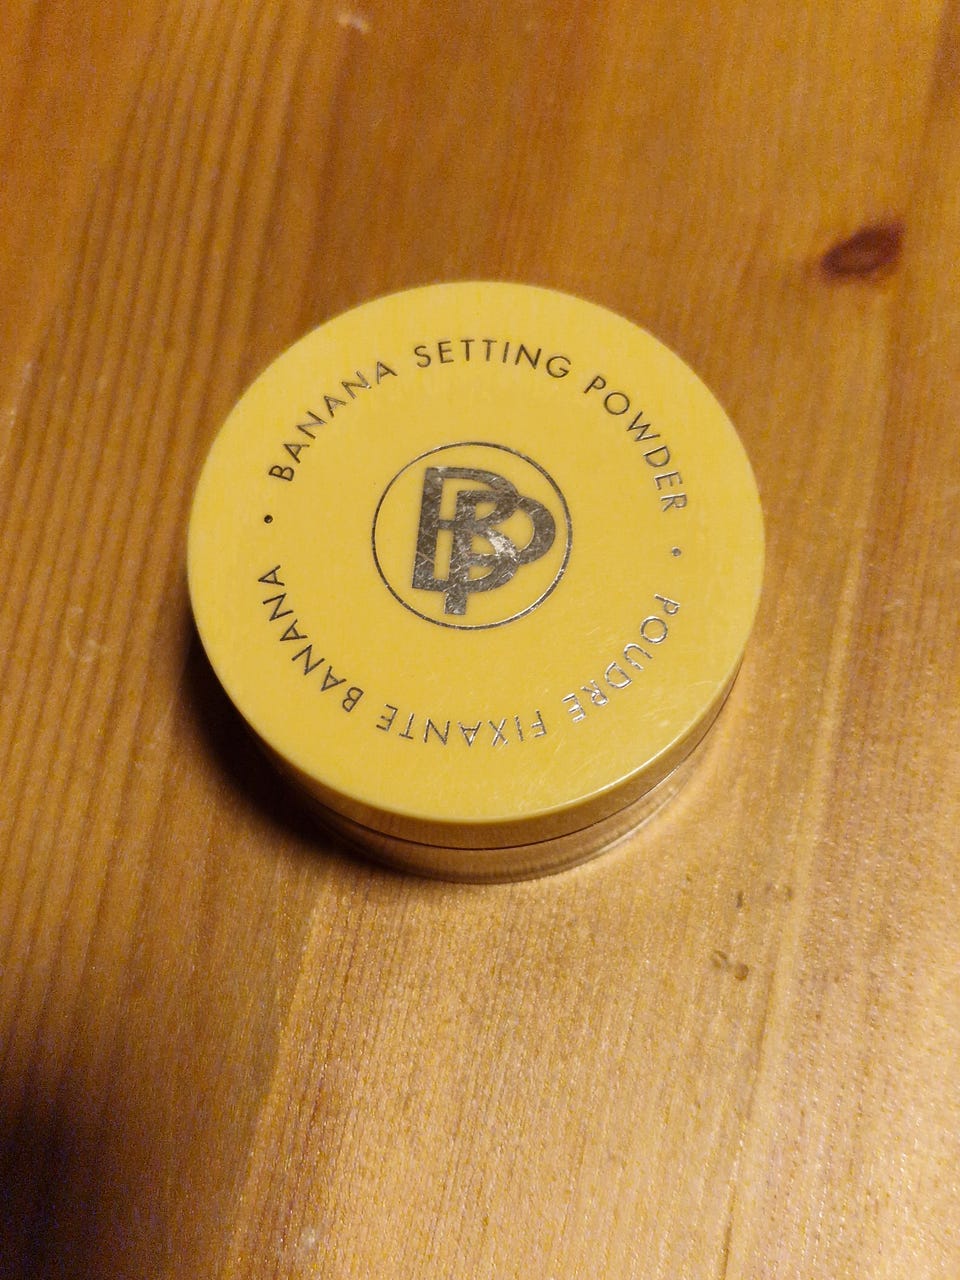 • BANANA SETTING POWDER
• POUDRE FIXANTE BANANA
BP